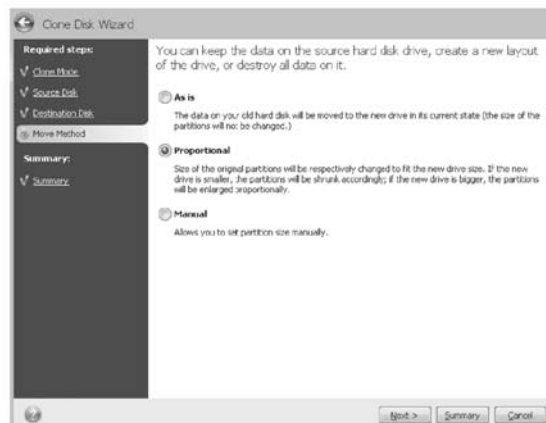 Clone Disk Wizard
Required steps:
Clone Mode
Source Disk
Destination Disk
Move Method
Summary:
Summary
You can keep the data on the source hard disk drive, create a new layout
of the drive, or destroy all data on it.
As is
The data on your old hard disk will be moved to the new drive in its current state (the size of the
partitions will not be changed.)
Proportional
Size of the original partitions will be respectively changed to fit the new drive size. If the new
drive is smaller, the partitions will be shrunk accordingly; if the new drive is bigger, the partitions
will be enlarged proportionally.
Manual
Allows you to set partition size manually.
Next > Summary Cancel